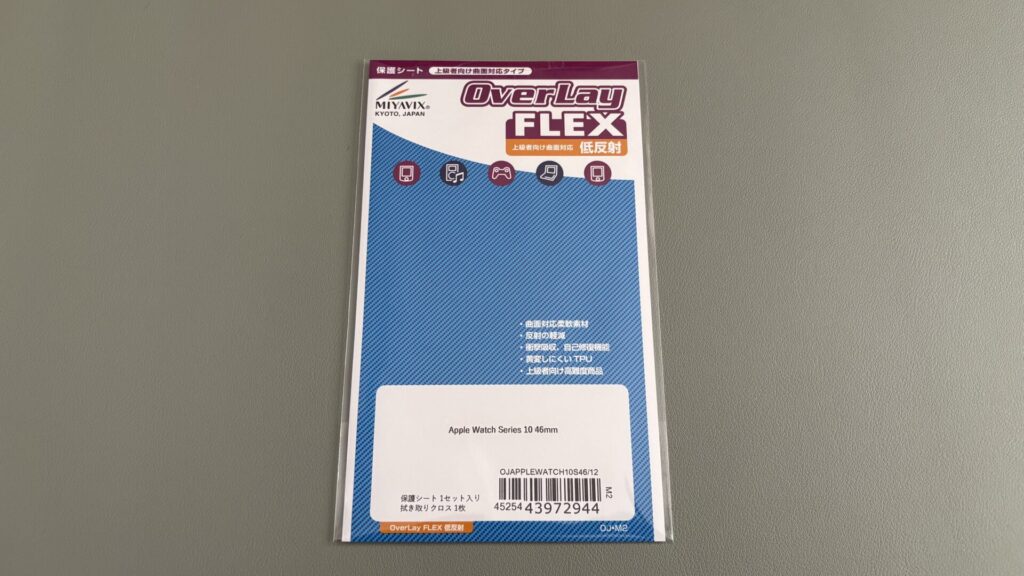 保護シート 上級者向け曲面対応タイプ
MIYAVIX®
KYOTO, JAPAN
OverLay
FLEX
上級者向け曲面対応 低反射
・曲面対応柔軟素材
・反射の軽減
・衝撃吸収、自己修復機能
・黄変しにくいTPU
・上級者向け高難度商品
Apple Watch Series 10 46mm
OJAPPLEWATCH10S46/12
M2
45254 43972944
保護シート 1セット入り
拭き取りクロス 1枚
OverLay FLEX 低反射
OJ•M2